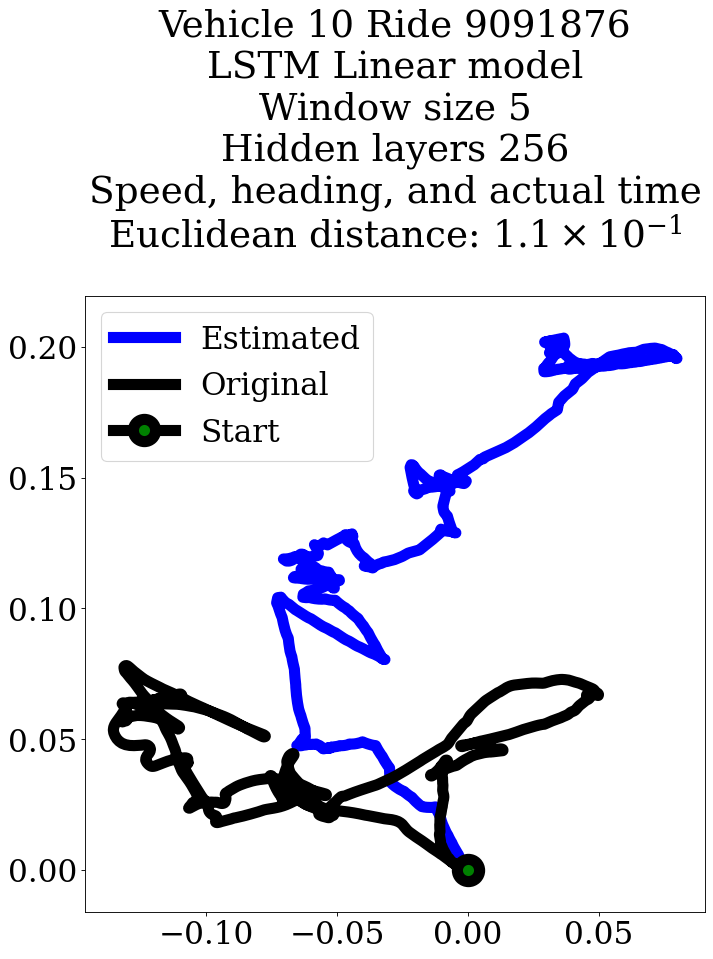 Vehicle 10 Ride 9091876
LSTM Linear model
Window size 5
Hidden layers 256
Speed, heading, and actual time
Euclidean distance: 1.1 × 10⁻¹
Estimated
Original
Start
0.20
0.15
0.10
0.05
0.00
−0.10 −0.05 0.00 0.05